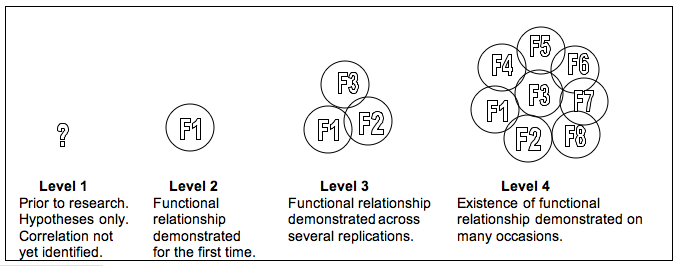 ?
F1
F3
F1 F2
F5
F4 F6
F3
F1 F7
F2 F8
Level 1
Prior to research.
Hypotheses only.
Correlation not
yet identified.
Level 2
Functional
relationship
demonstrated
for the first time.
Level 3
Functional relationship
demonstrated across
several replications.
Level 4
Existence of functional
relationship demonstrated on
many occasions.